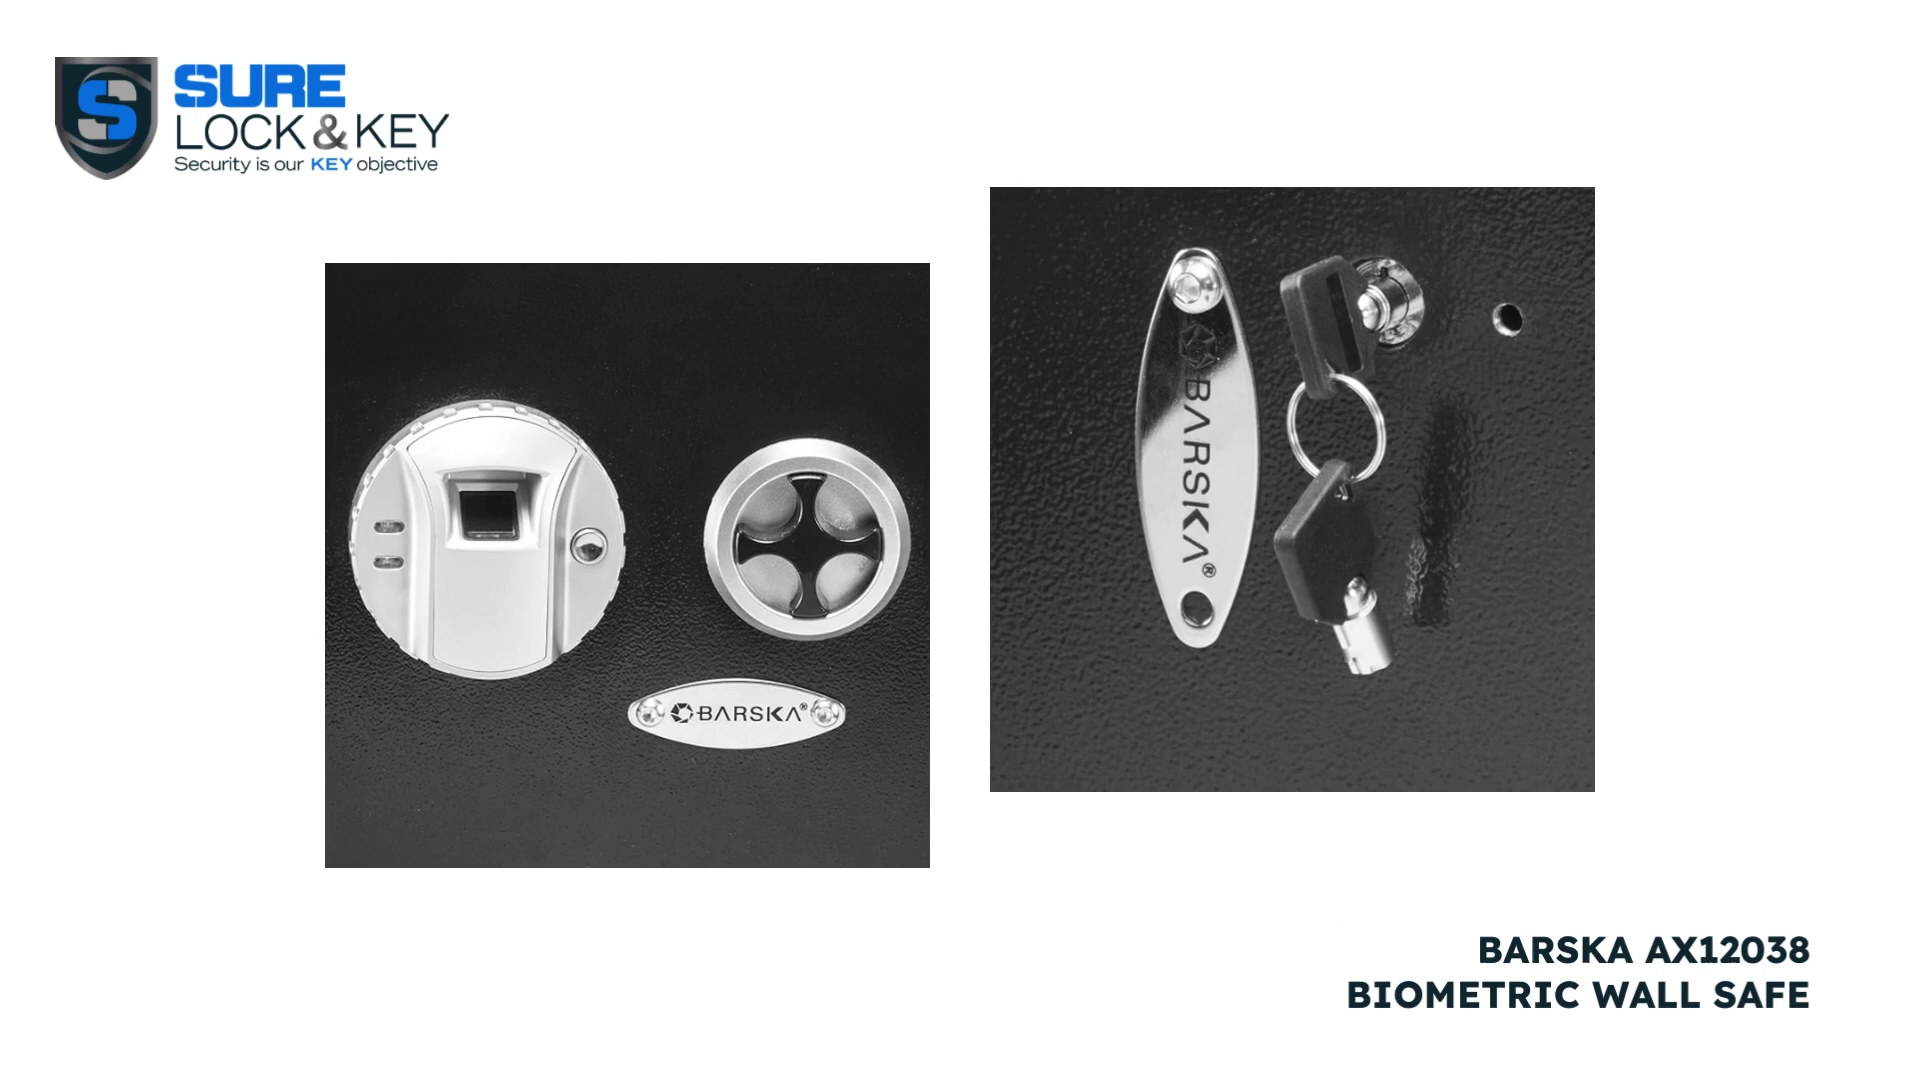 SURE
LOCK & KEY
Security is our KEY objective
BARSKA®
BARSKA®
BARSKA AX12038
BIOMETRIC WALL SAFE